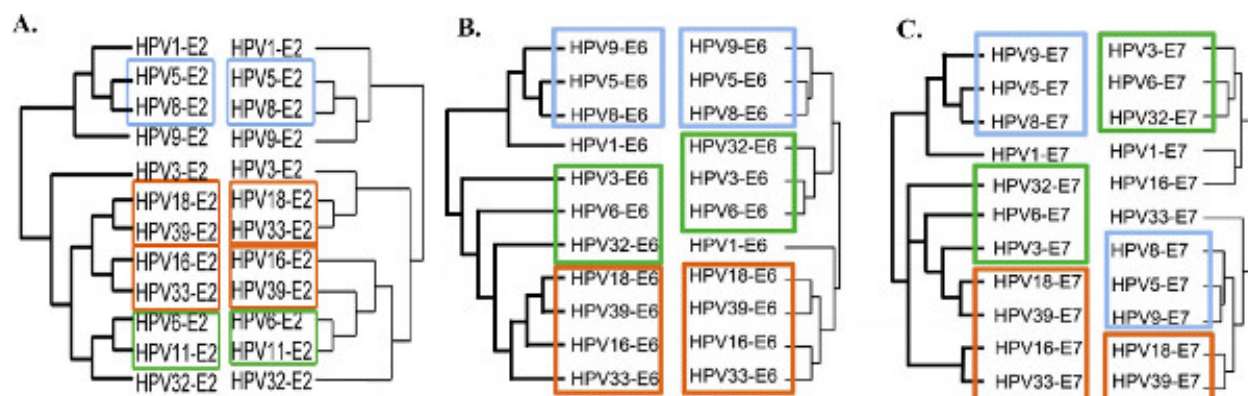 A.
HPV1-E2
HPV5-E2
HPV8-E2
HPV9-E2
HPV3-E2
HPV18-E2
HPV39-E2
HPV16-E2
HPV33-E2
HPV6-E2
HPV11-E2
HPV32-E2
HPV1-E2
HPV5-E2
HPV8-E2
HPV9-E2
HPV3-E2
HPV18-E2
HPV33-E2
HPV16-E2
HPV39-E2
HPV6-E2
HPV11-E2
HPV32-E2
B.
HPV9-E6
HPV5-E6
HPV8-E6
HPV1-E6
HPV3-E6
HPV6-E6
HPV32-E6
HPV18-E6
HPV39-E6
HPV16-E6
HPV33-E6
HPV9-E6
HPV5-E6
HPV8-E6
HPV32-E6
HPV3-E6
HPV6-E6
HPV1-E6
HPV18-E6
HPV39-E6
HPV16-E6
HPV33-E6
C.
HPV9-E7
HPV5-E7
HPV8-E7
HPV1-E7
HPV32-E7
HPV6-E7
HPV3-E7
HPV18-E7
HPV39-E7
HPV16-E7
HPV33-E7
HPV3-E7
HPV6-E7
HPV32-E7
HPV1-E7
HPV16-E7
HPV33-E7
HPV8-E7
HPV5-E7
HPV9-E7
HPV18-E7
HPV39-E7